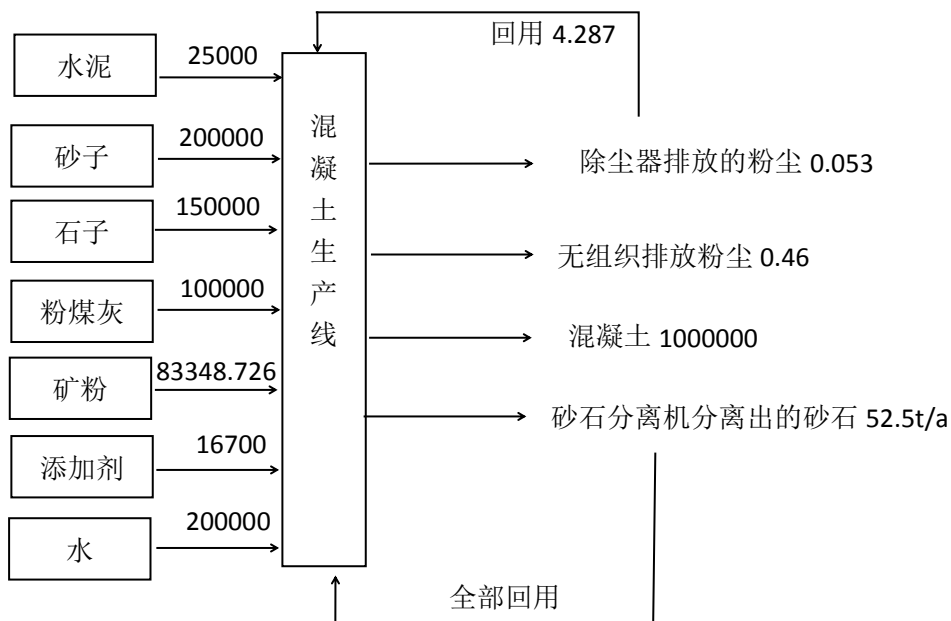 回用 4.287
水泥
25000
砂子
200000
石子
150000
粉煤灰
100000
矿粉
83348.726
添加剂
16700
水
200000
混凝土生产线
除尘器排放的粉尘 0.053
无组织排放粉尘 0.46
混凝土 1000000
砂石分离机分离出的砂石 52.5t/a
全部回用